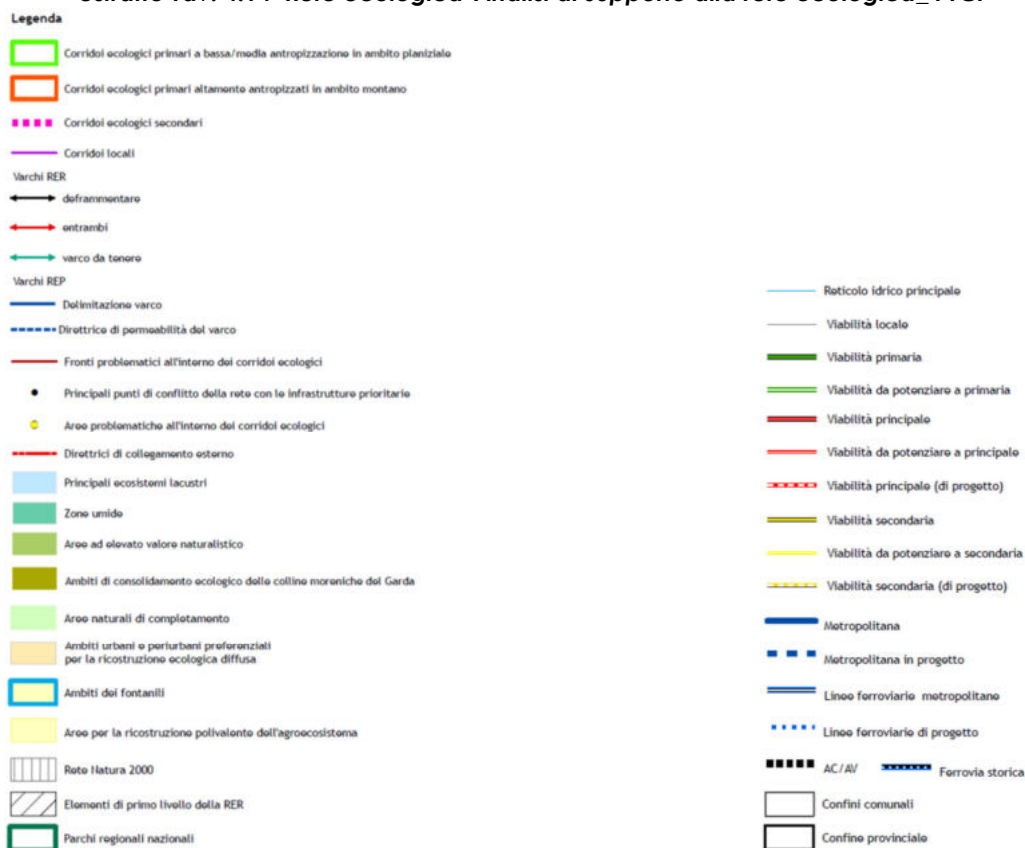 Legenda
Corridoi ecologici primari a bassa/media antropizzazione in ambito planiziale
Corridoi ecologici primari altamente antropizzati in ambito montano
Corridoi ecologici secondari
Corridoi locali
Varchi RER
deframmentare
entrambi
varco da tenere
Varchi REP
Delimitazione varco
Direttrice di permeabilità del varco
Fronti problematici all'interno dei corridoi ecologici
Principali punti di conflitto della rete con le infrastrutture prioritarie
Aree problematiche all'interno dei corridoi ecologici
Direttrici di collegamento esterno
Principali ecosistemi lacustri
Zone umide
Aree ad elevato valore naturalistico
Ambiti di consolidamento ecologico delle colline moreniche del Garda
Aree naturali di completamento
Ambiti urbani e periurbani preferenziali
per la ricostruzione ecologica diffusa
Ambiti dei fontanili
Aree per la ricostruzione polivalente dell'agroecosistema
Rete Natura 2000
Elementi di primo livello della RER
Parchi regionali nazionali
Reticolo idrico principale
Viabilità locale
Viabilità primaria
Viabilità da potenziare a primaria
Viabilità principale
Viabilità da potenziare a principale
Viabilità principale (di progetto)
Viabilità secondaria
Viabilità da potenziare a secondaria
Viabilità secondaria (di progetto)
Metropolitana
Metropolitana in progetto
Linee ferroviarie metropolitane
Linee ferroviarie di progetto
AC/AV Ferrovia storica
Confini comunali
Confine provinciale